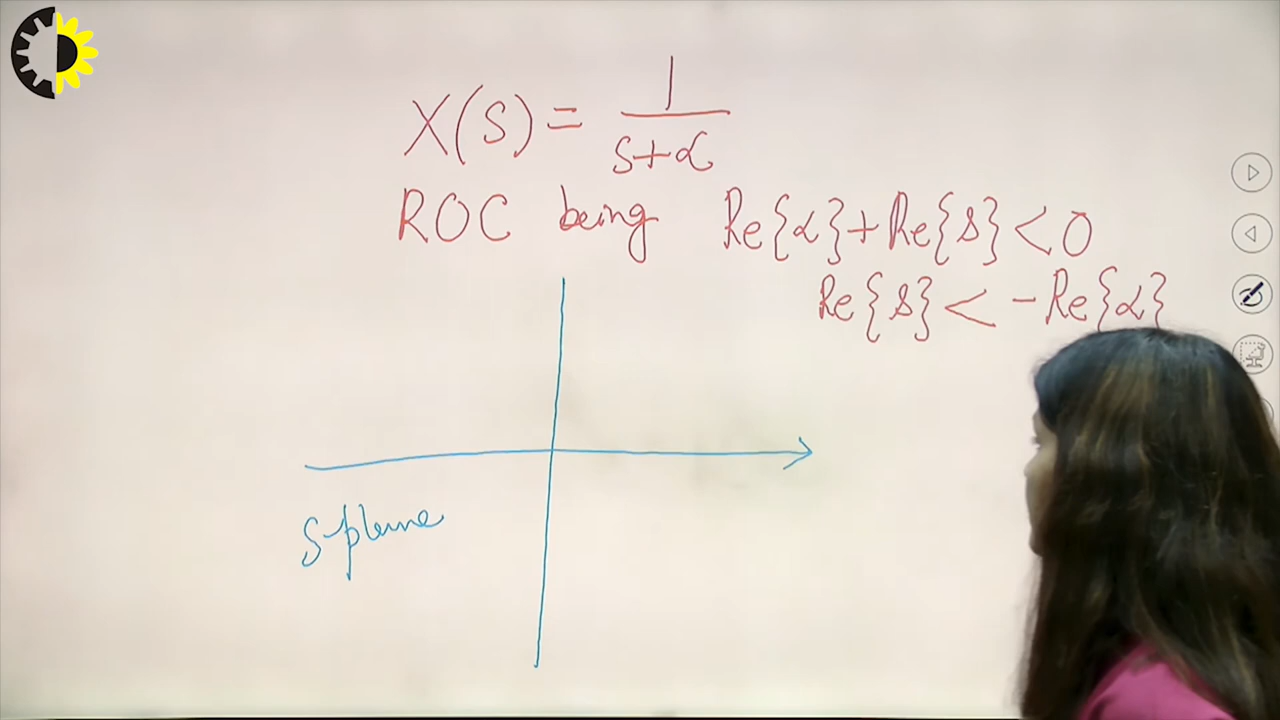 X(S) = 1/(s+α)
ROC being Re{α}+Re{s}<0
Re{s}<-Re{α}
S-plane